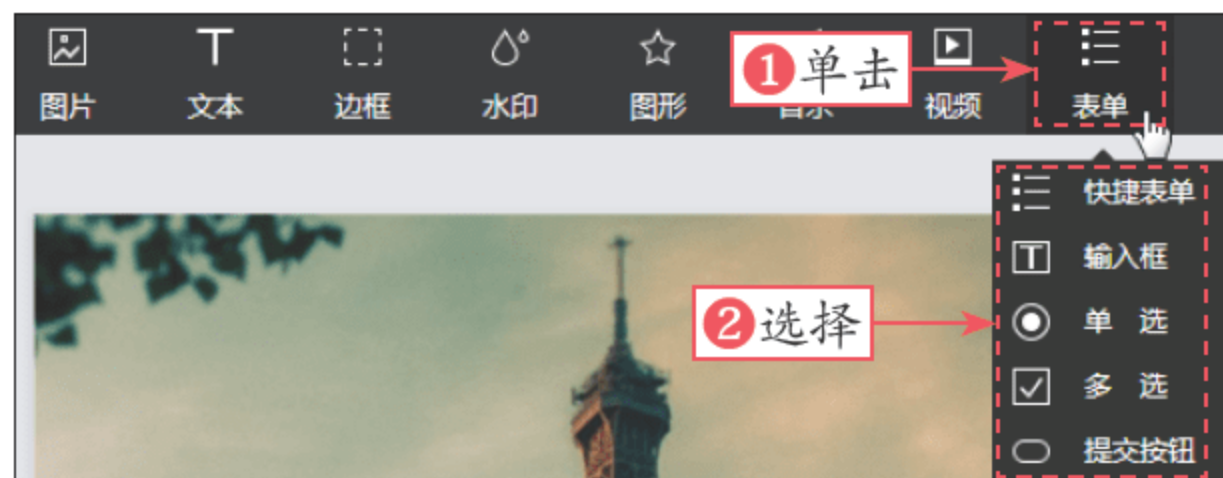 图片 文本 边框 水印 图形 视频 表单
❶单击
快捷表单
输入框
❷选择
单 选
多 选
提交按钮